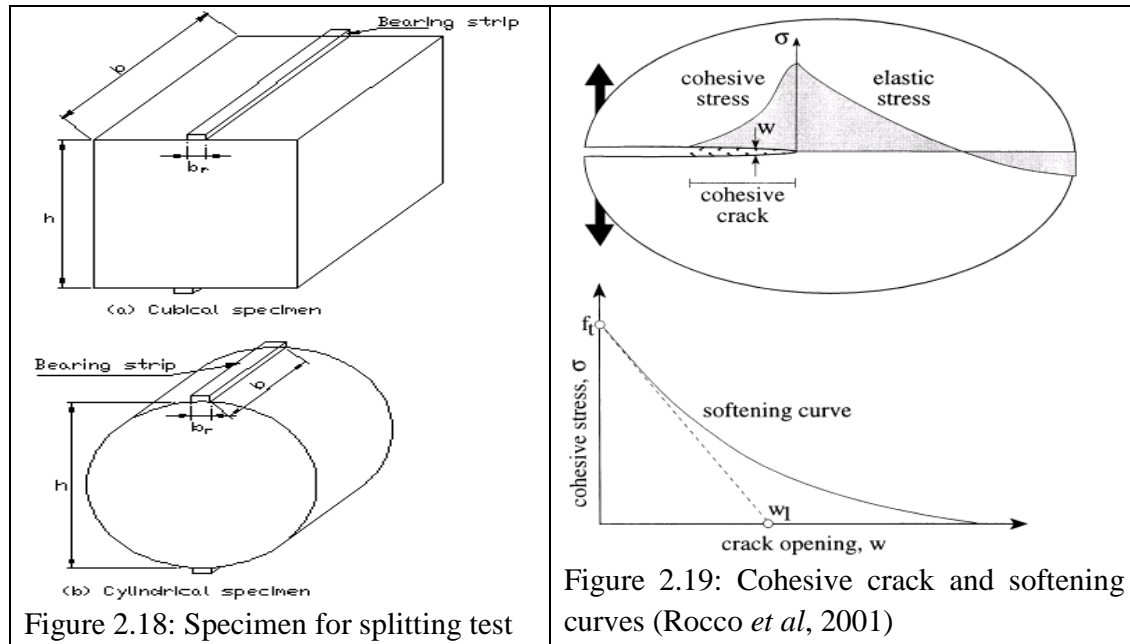 Bearing strip
b
b_r
h
(a) Cubical specimen
Bearing strip
b
b_r
h
(b) Cylindrical specimen
Figure 2.18: Specimen for splitting test
σ
cohesive
stress
elastic
stress
w
cohesive
crack
f_t
cohesive stress, σ
softening curve
w_1
crack opening, w
Figure 2.19: Cohesive crack and softening
curves (Rocco et al, 2001)